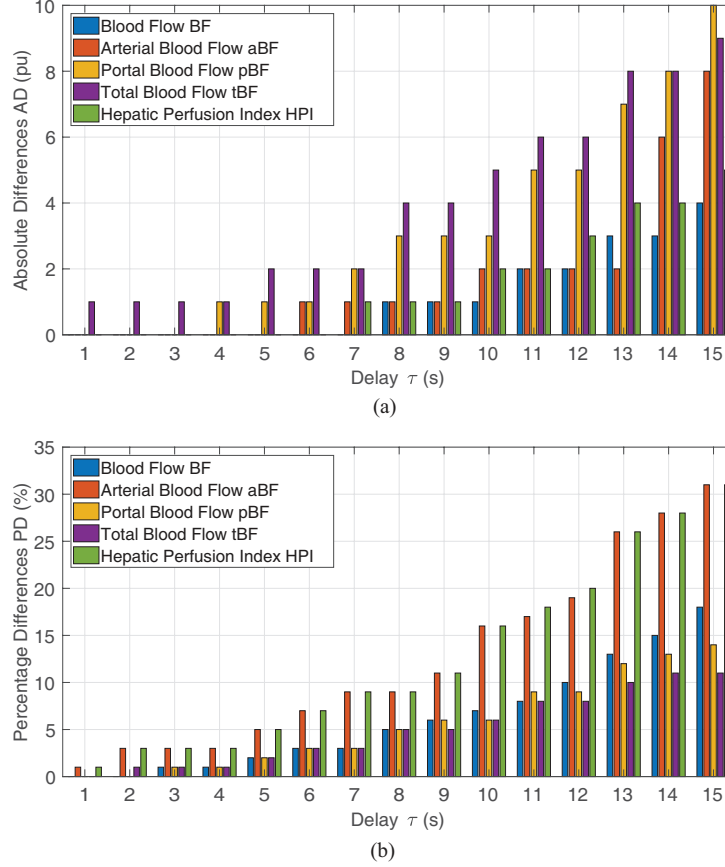 10
8
6
4
2
0
Absolute Differences AD (pu)
Blood Flow BF
Arterial Blood Flow aBF
Portal Blood Flow pBF
Total Blood Flow tBF
Hepatic Perfusion Index HPI
1 2 3 4 5 6 7 8 9 10 11 12 13 14 15
Delay τ (s)
(a)
35
30
25
20
15
10
5
0
Percentage Differences PD (%)
Blood Flow BF
Arterial Blood Flow aBF
Portal Blood Flow pBF
Total Blood Flow tBF
Hepatic Perfusion Index HPI
1 2 3 4 5 6 7 8 9 10 11 12 13 14 15
Delay τ (s)
(b)